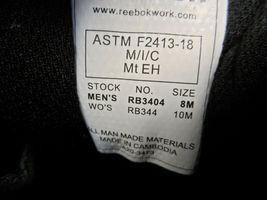 www.reebokwork.com
ASTM F2413-18
M/I/C
Mt EH
STOCK NO. SIZE
MEN'S RB3404 8M
WO'S RB344 10M
ALL MAN MADE MATERIALS
MADE IN CAMBODIA